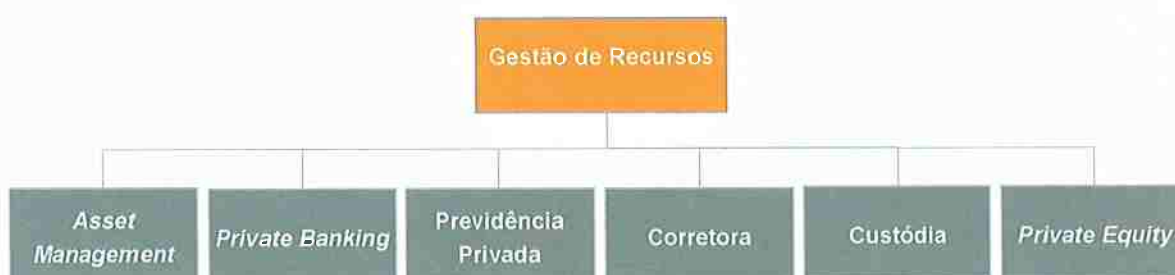 Gestão de Recursos
Asset
Management
Private Banking
Previdência
Privada
Corretora
Custódia
Private Equity